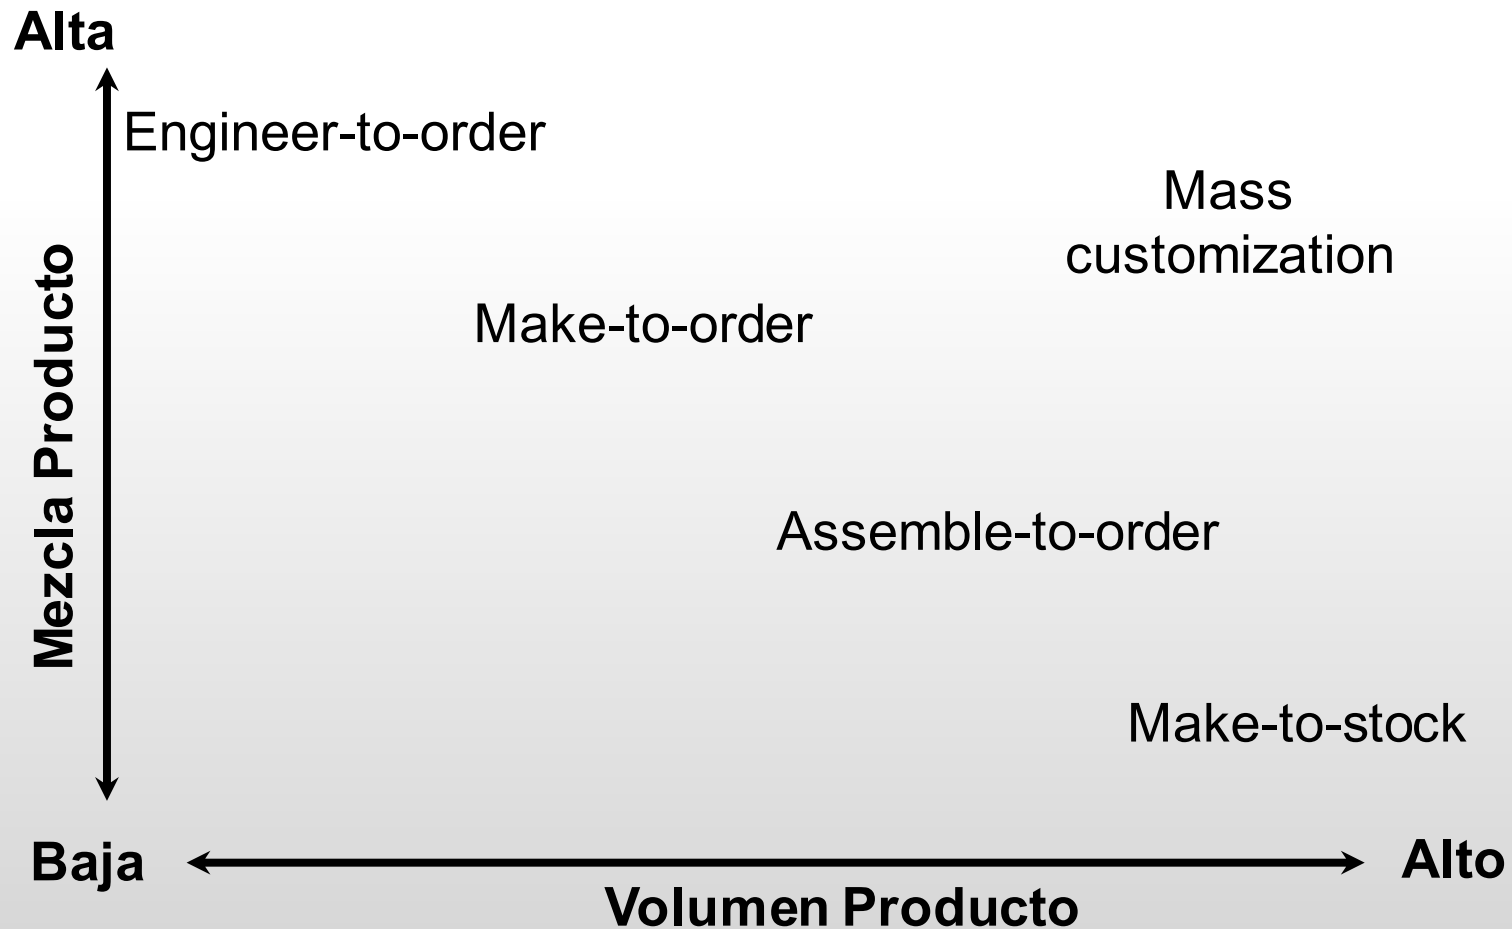 Alta
Engineer-to-order
Mass
customization
Make-to-order
Mezcla Producto
Assemble-to-order
Make-to-stock
Baja
Alto
Volumen Producto